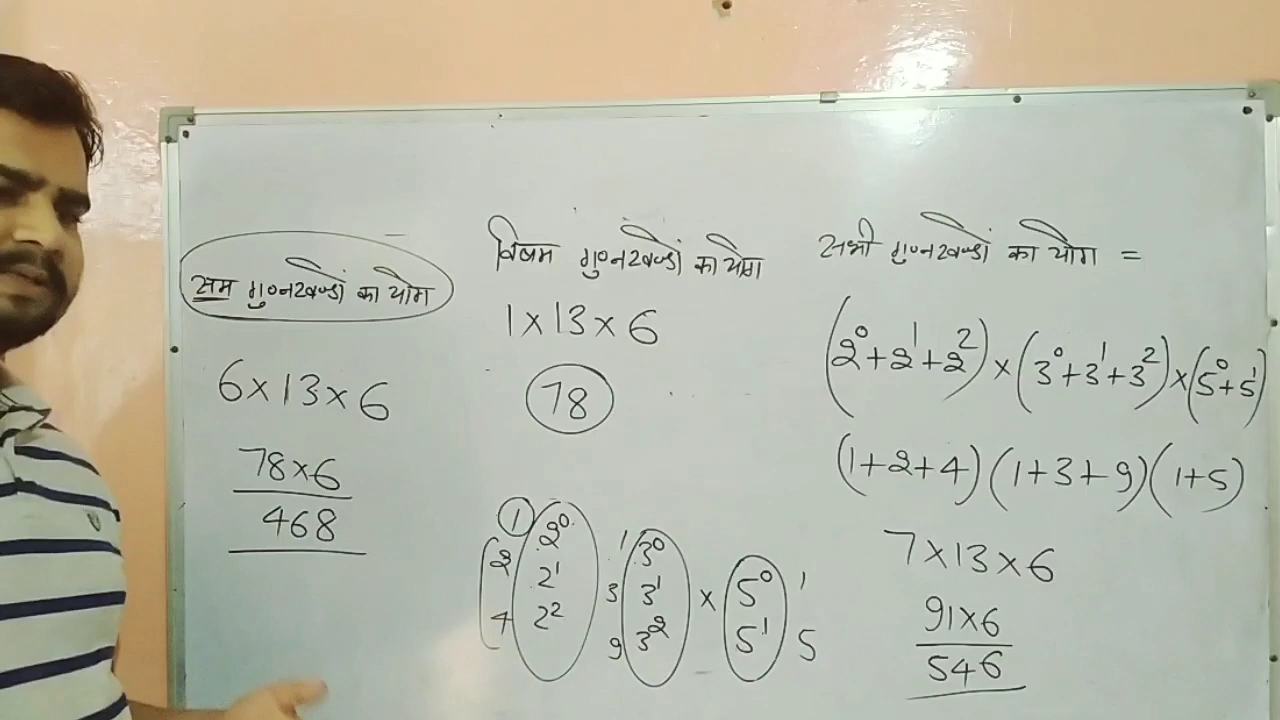 सम गुणनखण्डों का योग
6×13×6
78×6
468
विषम गुणनखण्डों का योग
1×13×6
78
1 2⁰ 1 3⁰ 5⁰ 1
2 2¹ 3 3¹ × 5¹ 5
4 2² 9 3²
सभी गुणनखण्डों का योग =
(2⁰+2¹+2²)×(3⁰+3¹+3²)×(5⁰+5¹)
(1+2+4)(1+3+9)(1+5)
7×13×6
91×6
546